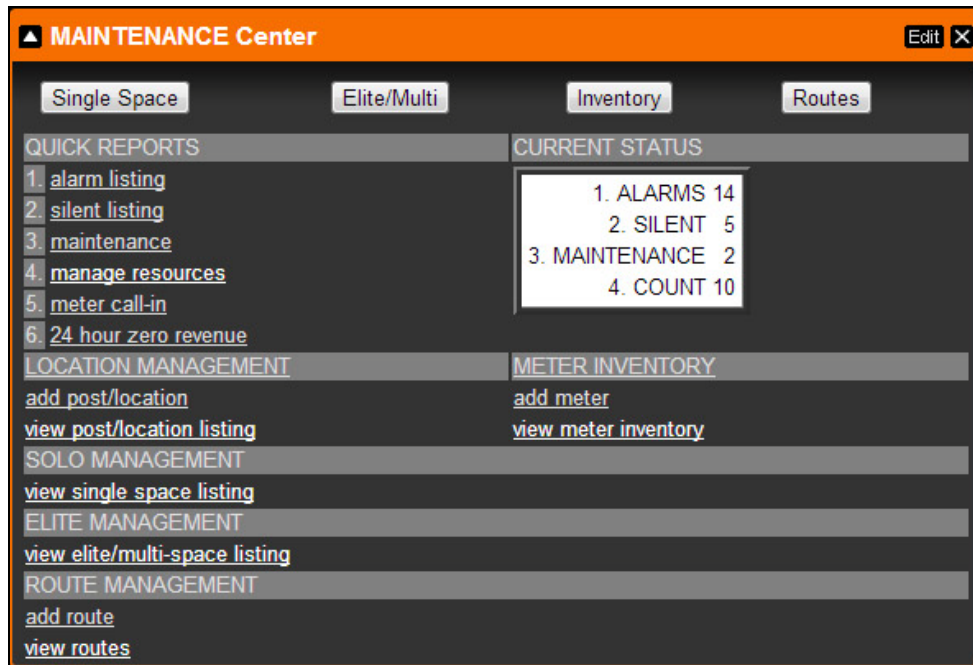 MAINTENANCE Center
Edit
Single Space Elite/Multi Inventory Routes
QUICK REPORTS
1. alarm listing
2. silent listing
3. maintenance
4. manage resources
5. meter call-in
6. 24 hour zero revenue
CURRENT STATUS
1. ALARMS 14
2. SILENT 5
3. MAINTENANCE 2
4. COUNT 10
LOCATION MANAGEMENT
add post/location
view post/location listing
METER INVENTORY
add meter
view meter inventory
SOLO MANAGEMENT
view single space listing
ELITE MANAGEMENT
view elite/multi-space listing
ROUTE MANAGEMENT
add route
view routes